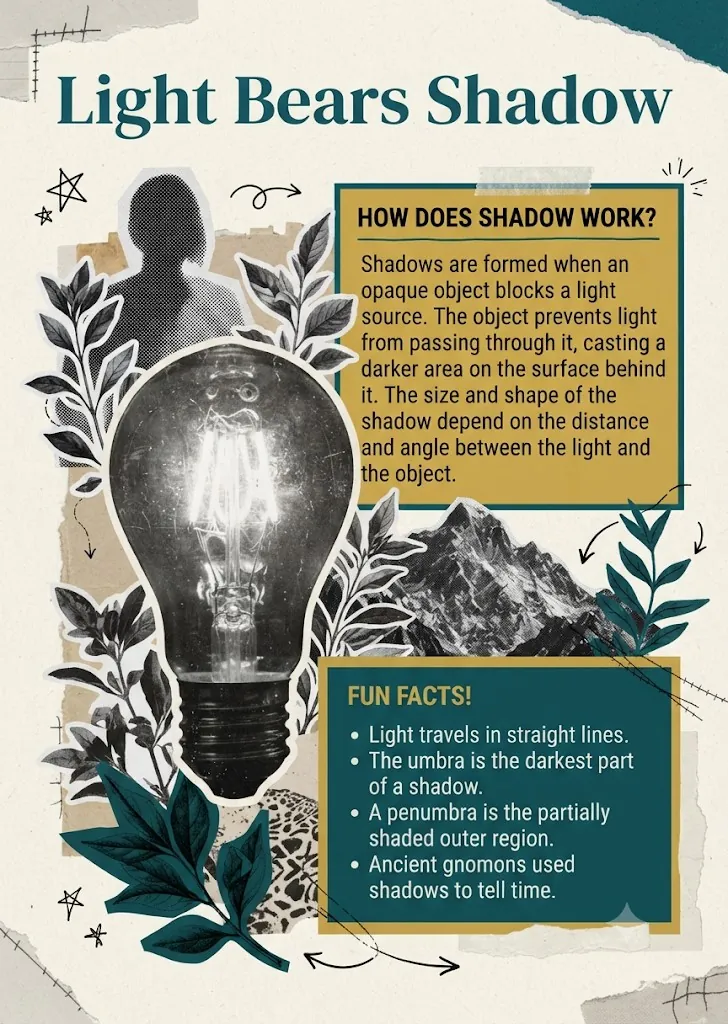 Light Bears Shadow
HOW DOES SHADOW WORK?
Shadows are formed when an
opaque object blocks a light
source. The object prevents light
from passing through it, casting a
darker area on the surface behind
it. The size and shape of the
shadow depend on the distance
and angle between the light and
the object.
FUN FACTS!
• Light travels in straight lines.
• The umbra is the darkest part
of a shadow.
• A penumbra is the partially
shaded outer region.
• Ancient gnomons used
shadows to tell time.